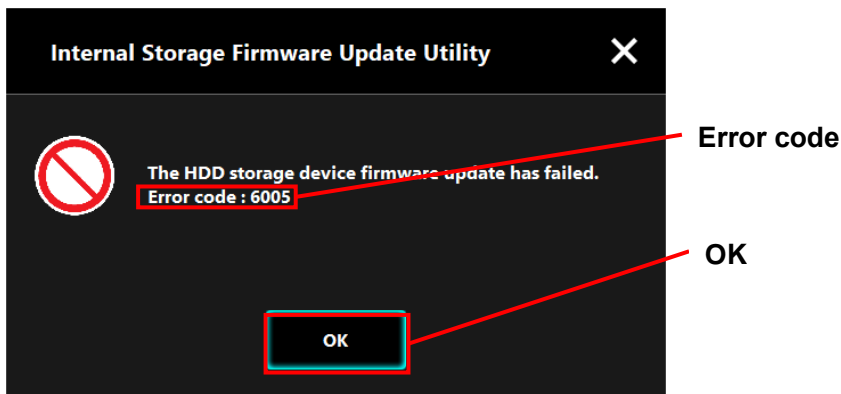 Internal Storage Firmware Update Utility
The HDD storage device firmware update has failed.
Error code : 6005
Error code
OK
OK